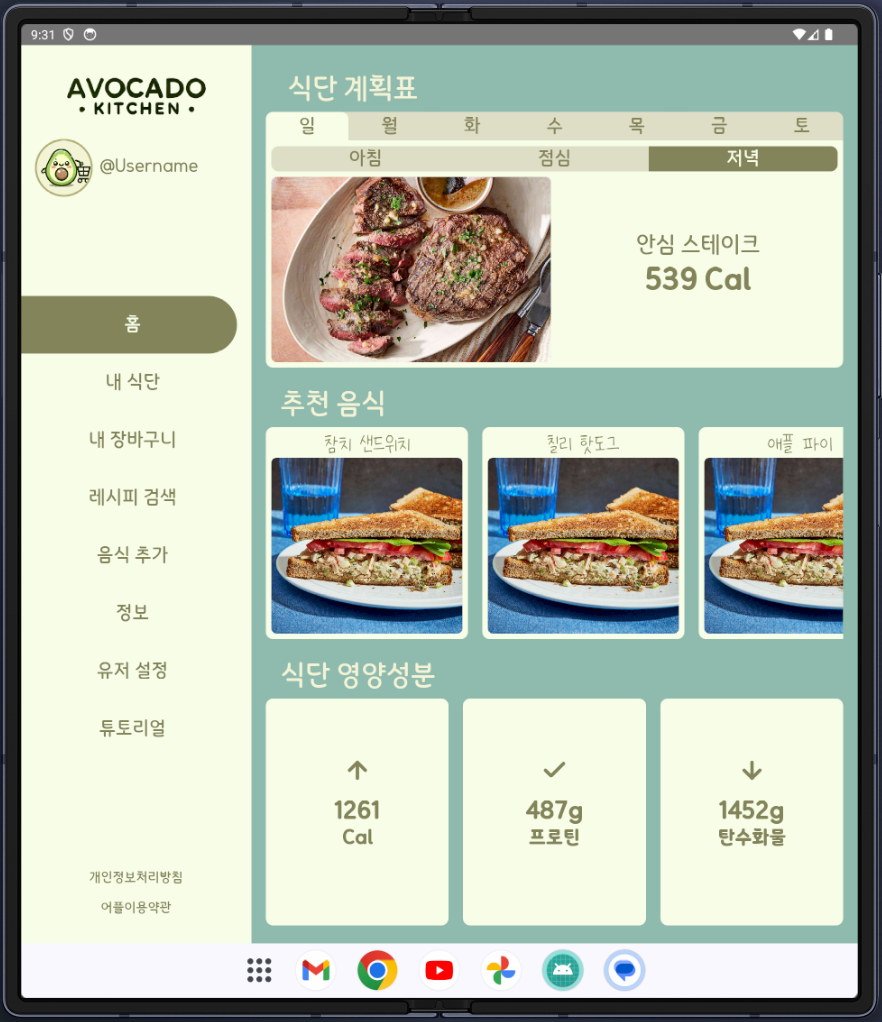 9:31
AVOCADO
• KITCHEN •
@Username
홈
내 식단
내 장바구니
레시피 검색
음식 추가
정보
유저 설정
튜토리얼
개인정보처리방침
어플이용약관
식단 계획표
일 월 화 수 목 금 토
아침 점심 저녁
안심 스테이크
539 Cal
추천 음식
참치 샌드위치 칠리 핫도그 애플 파이
식단 영양성분
1261
Cal
487g
프로틴
1452g
탄수화물